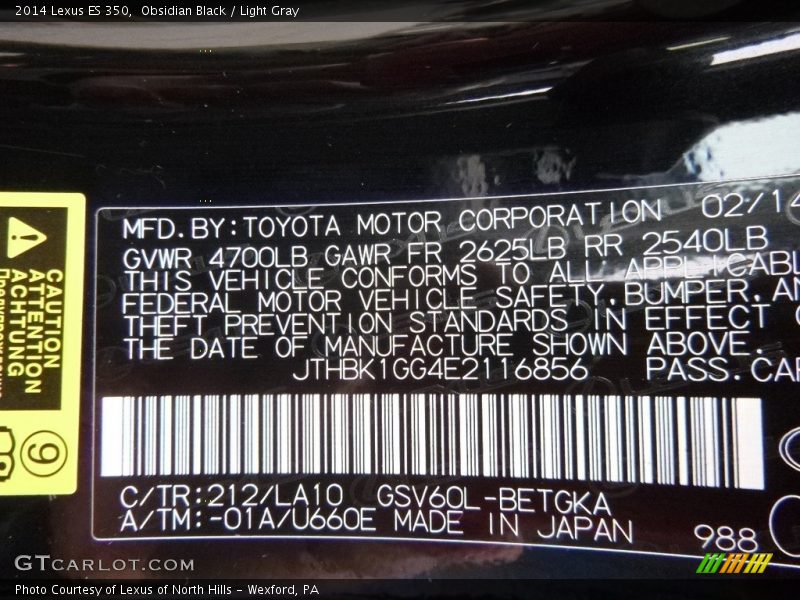 2014 Lexus ES 350,  Obsidian Black / Light Gray
MFD.BY:TOYOTA MOTOR CORPORATION 02/14
GVWR 4700LB GAWR FR 2625LB RR 2540LB
THIS VEHICLE CONFORMS TO ALL APPLICABL
FEDERAL MOTOR VEHICLE SAFETY,BUMPER,AN
THEFT PREVENTION STANDARDS IN EFFECT O
THE DATE OF MANUFACTURE SHOWN ABOVE.
JTHBK1GG4E2116856 PASS.CAR
C/TR:212/LA10 GSV60L-BETGKA
A/TM:-01A/U660E MADE IN JAPAN
988
CAUTION
ATTENTION
ACHTUNG
9
GTCARLOT.COM
Photo Courtesy of Lexus of North Hills - Wexford, PA